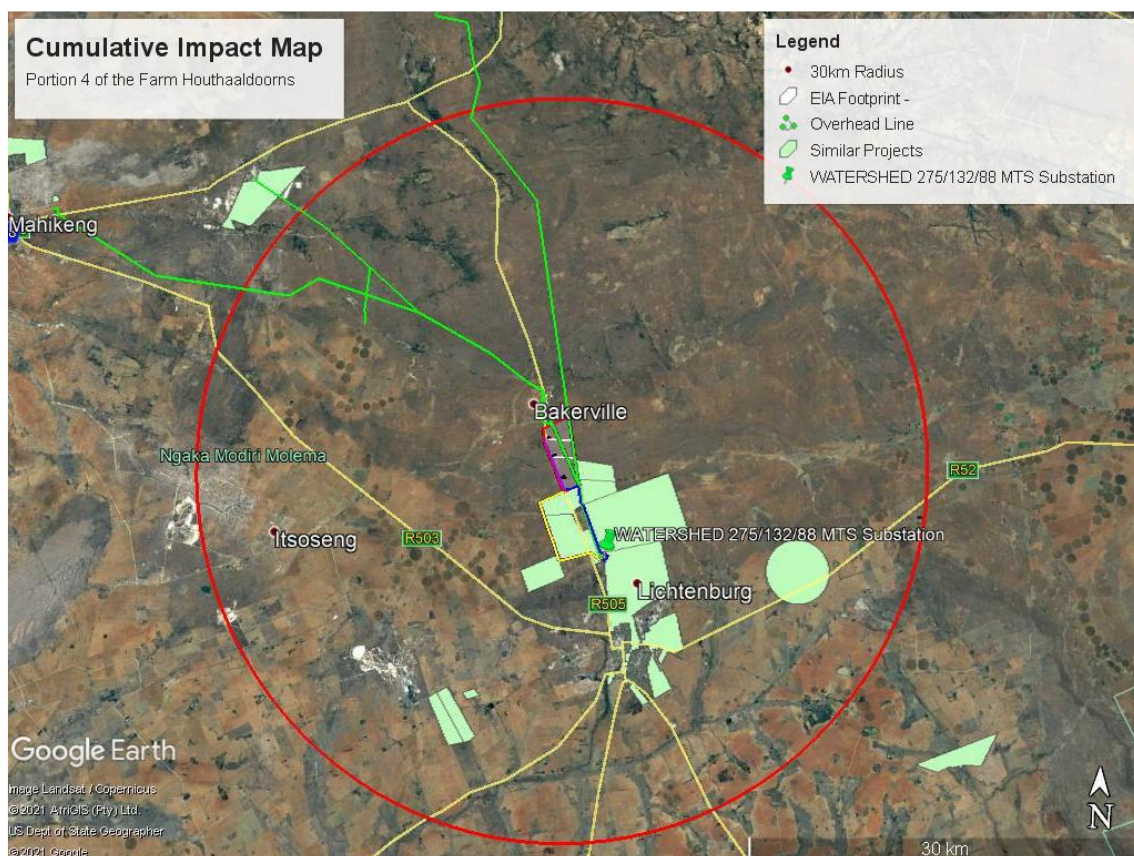 Cumulative Impact Map
Portion 4 of the Farm Houthaaldoorns
Legend
30km Radius
EIA Footprint -
Overhead Line
Similar Projects
WATERSHED 275/132/88 MTS Substation
Mahikeng
Bakerville
Ngaka Modiri Molema
R52
Itsoseng
R503
WATERSHED 275/132/88 MTS Substation
Lichtenburg
R505
Google Earth
Image Landsat / Copernicus
©2021 AfriGIS (Pty) Ltd.
US Dept of State Geographer
©2021 Google
N
30 km